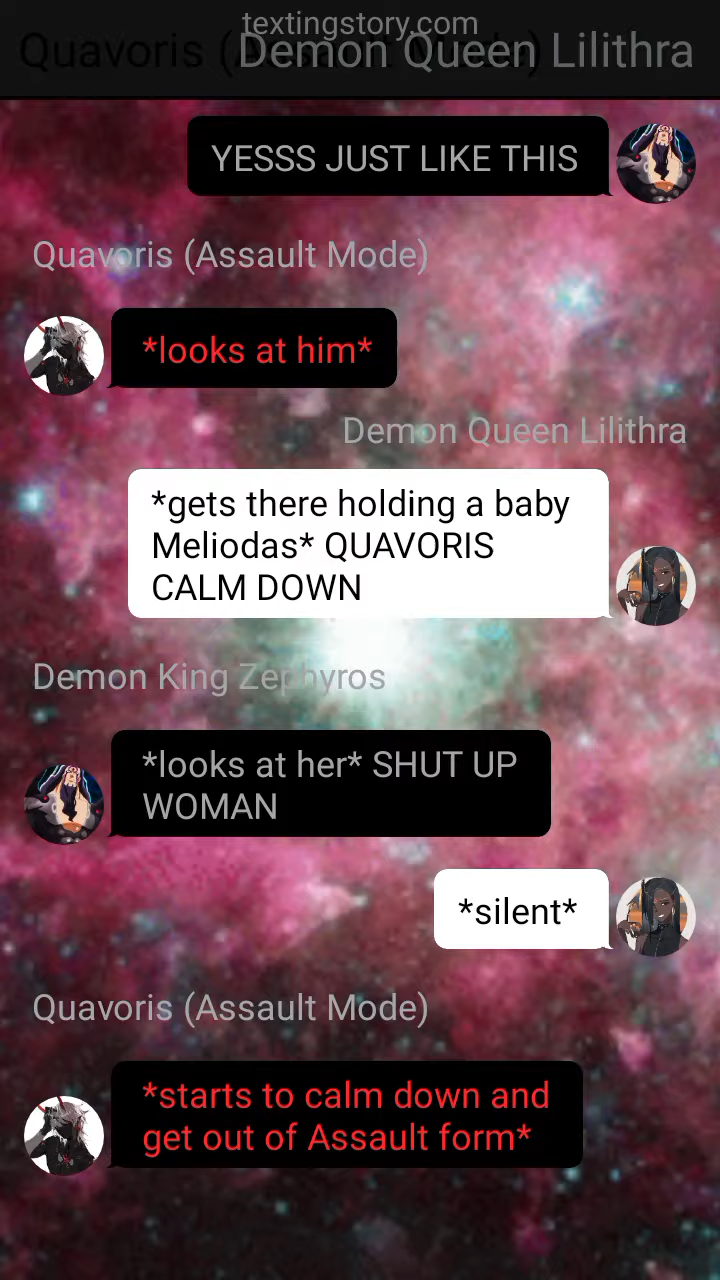 textingstory.com
Quavoris (Assault Mode)
Demon Queen Lilithra
YESSS JUST LIKE THIS
Quavoris (Assault Mode)
*looks at him*
Demon Queen Lilithra
*gets there holding a baby
Meliodas* QUAVORIS
CALM DOWN
Demon King Zephyros
*looks at her* SHUT UP
WOMAN
*silent*
Quavoris (Assault Mode)
*starts to calm down and
get out of Assault form*